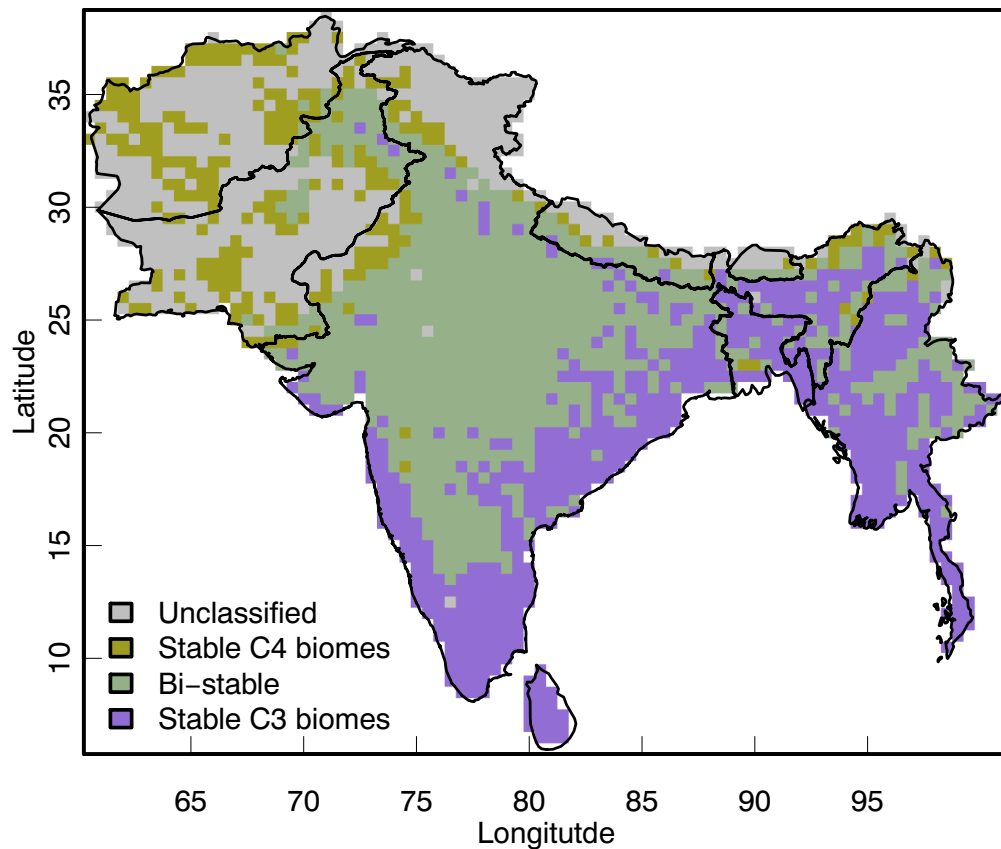 35
30
25
20
15
10
Latitude
Unclassified
Stable C4 biomes
Bi−stable
Stable C3 biomes
65 70 75 80 85 90 95
Longitutde